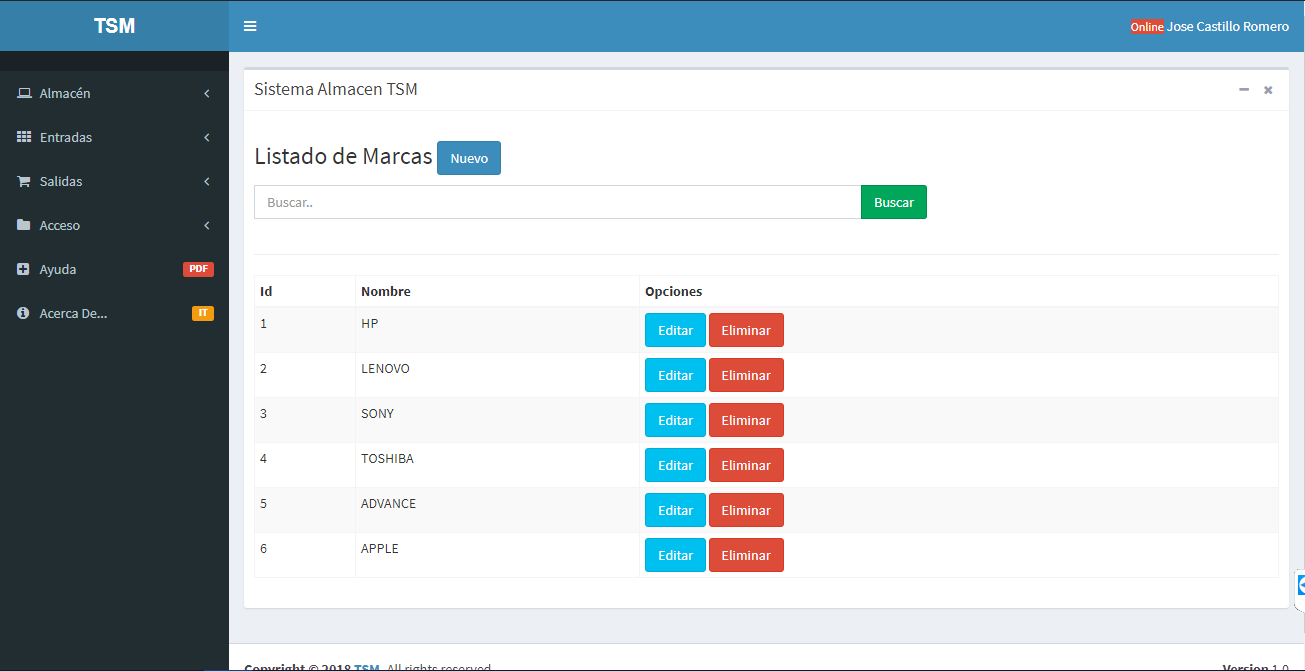 TSM
Online Jose Castillo Romero
Almacén
Entradas
Salidas
Acceso
Ayuda PDF
Acerca De... IT
Sistema Almacen TSM
Listado de Marcas Nuevo
Buscar.. Buscar
Id Nombre Opciones
1 HP Editar Eliminar
2 LENOVO Editar Eliminar
3 SONY Editar Eliminar
4 TOSHIBA Editar Eliminar
5 ADVANCE Editar Eliminar
6 APPLE Editar Eliminar
Copyright © 2018 TSM. All rights reserved. Version 1.0